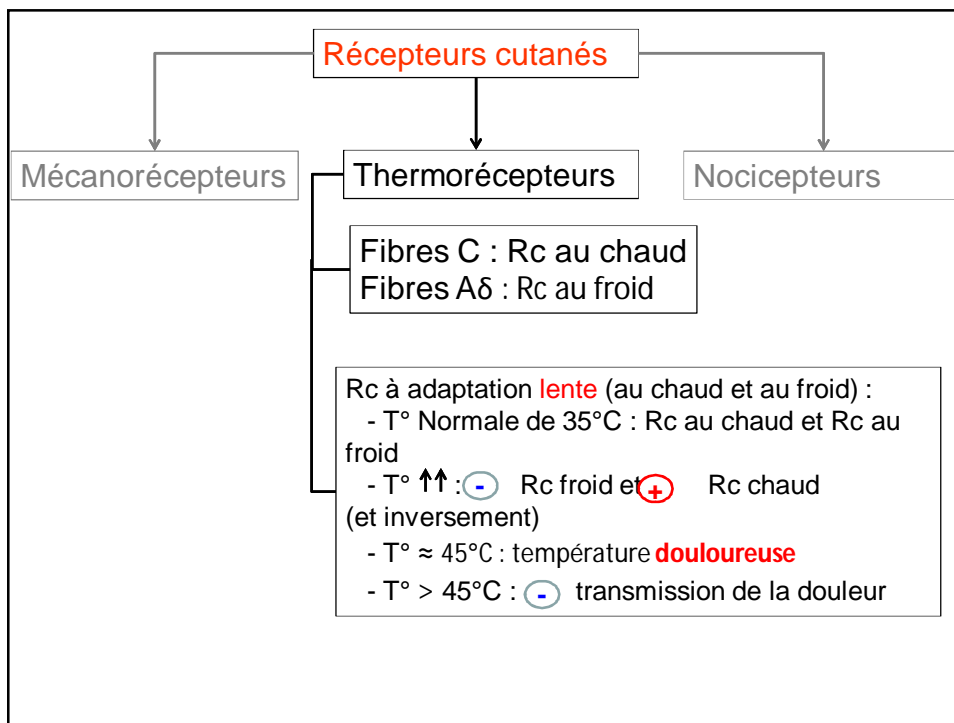 Récepteurs cutanés
Mécanorécepteurs
Thermorécepteurs
Nocicepteurs
Fibres C : Rc au chaud
Fibres Aδ : Rc au froid
Rc à adaptation lente (au chaud et au froid) :
- T° Normale de 35°C : Rc au chaud et Rc au
froid
- T° ↑↑ : - Rc froid et + Rc chaud
(et inversement)
- T° ≈ 45°C : température douloureuse
- T° > 45°C : - transmission de la douleur